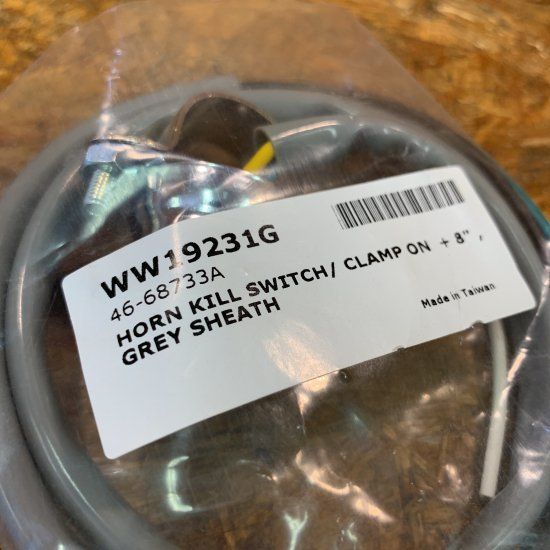 WW19231G
46-68733A
HORN KILL SWITCH/ CLAMP ON + 8" ,
GREY SHEATH
Made in Taiwan